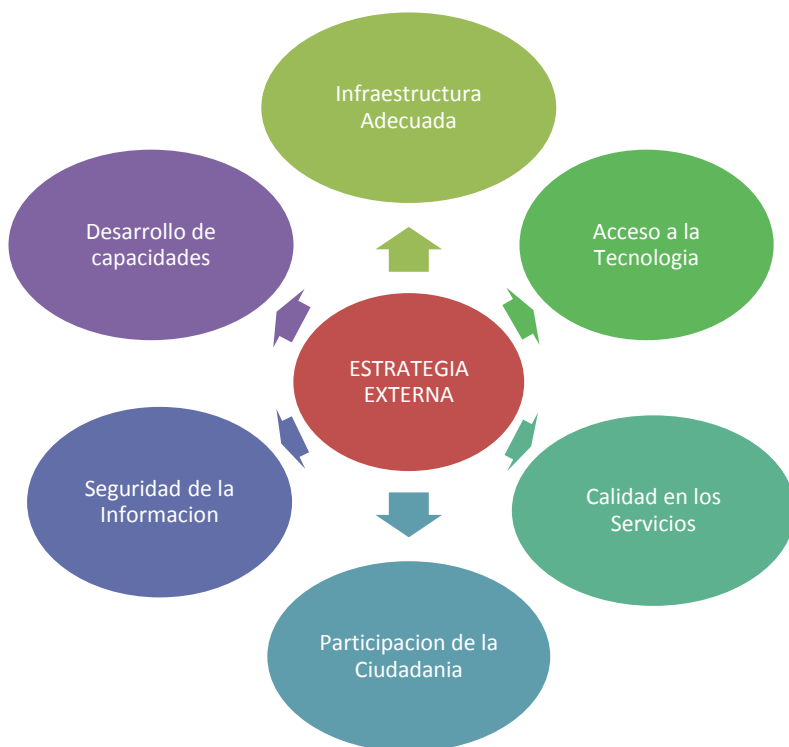 Infraestructura
Adecuada
Desarrollo de
capacidades
Acceso a la
Tecnologia
ESTRATEGIA
EXTERNA
Seguridad de la
Informacion
Calidad en los
Servicios
Participacion de la
Ciudadania